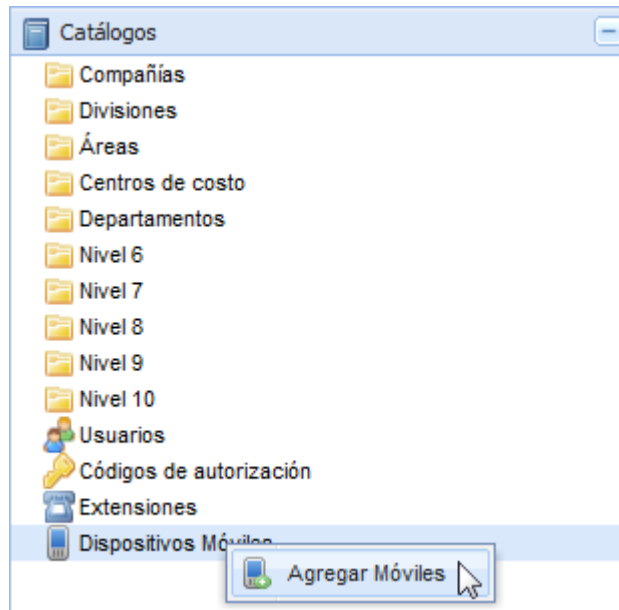 Catálogos
Compañías
Divisiones
Áreas
Centros de costo
Departamentos
Nivel 6
Nivel 7
Nivel 8
Nivel 9
Nivel 10
Usuarios
Códigos de autorización
Extensiones
Dispositivos Móviles
Agregar Móviles